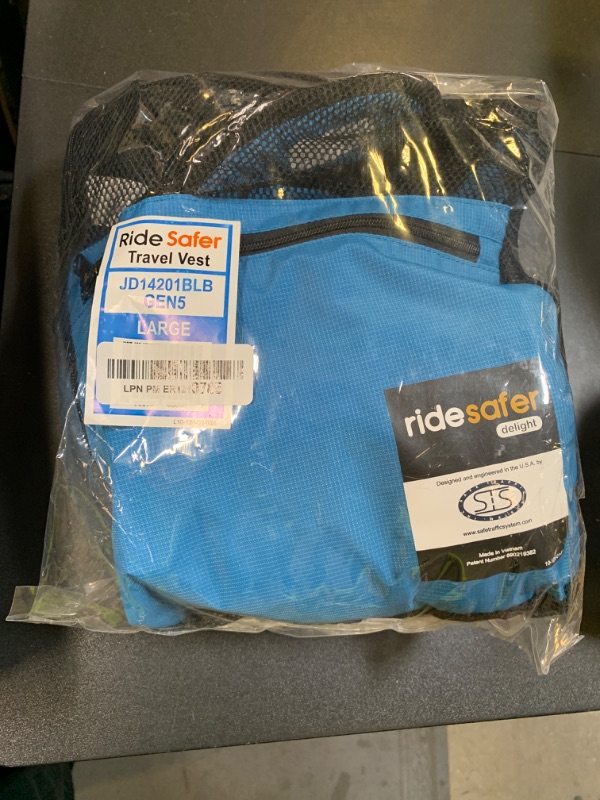 Ride Safer
Travel Vest
JD14201BLB
GEN5
LARGE
LPN PM
ridesafer
delight
Designed and engineered in the U.S.A. by
STS
www.safetrafficsystem.com
Made in Vietnam